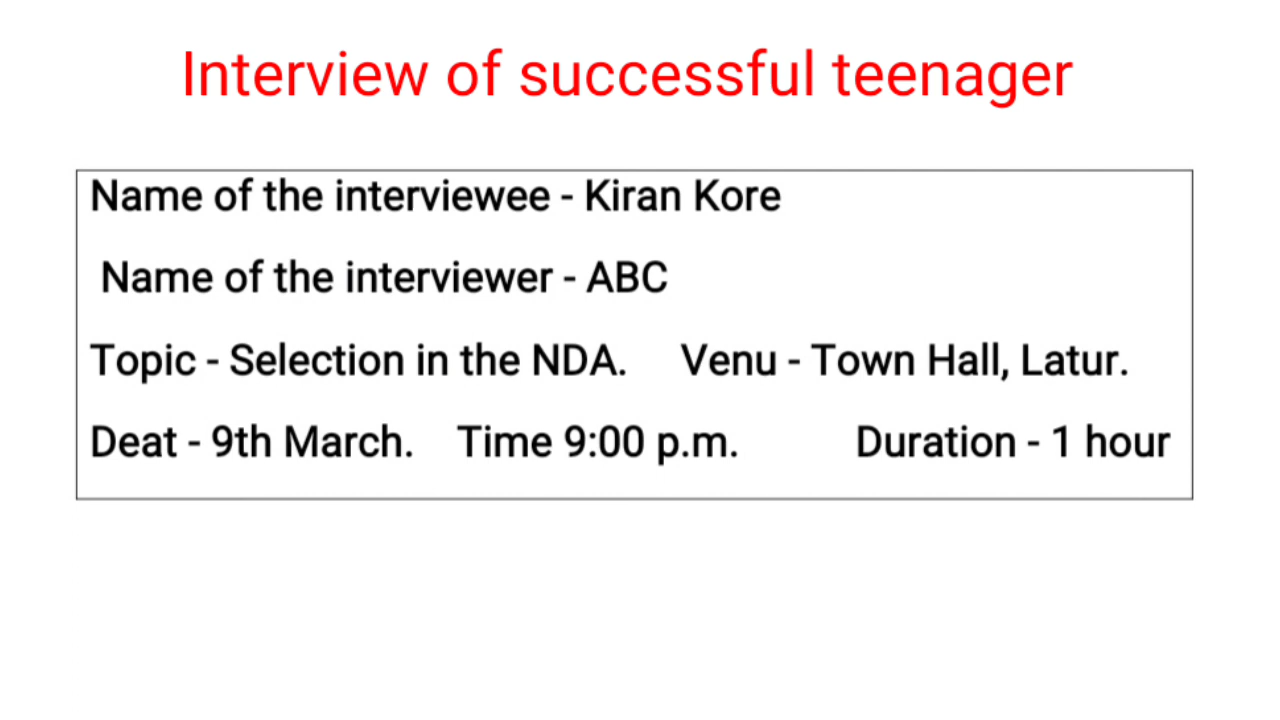 Interview of successful teenager
Name of the interviewee - Kiran Kore
Name of the interviewer - ABC
Topic - Selection in the NDA. Venu - Town Hall, Latur.
Deat - 9th March. Time 9:00 p.m. Duration - 1 hour